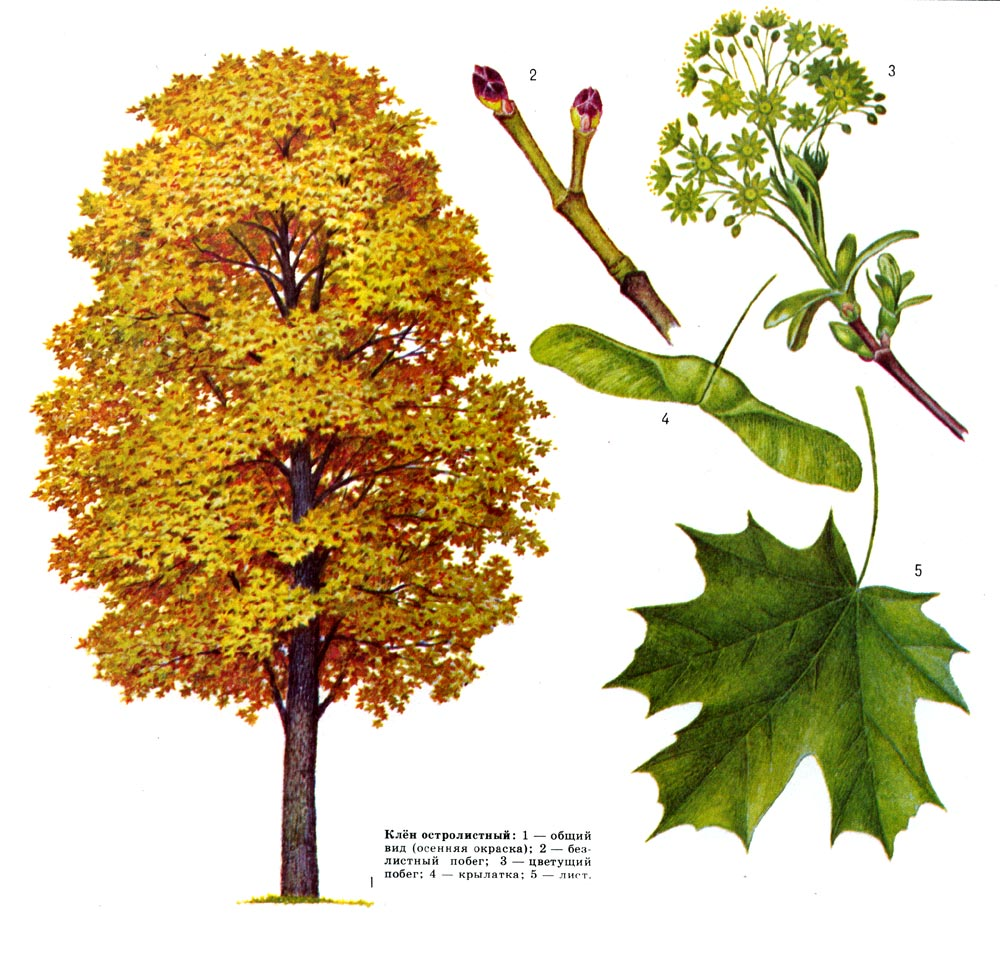 2
3
4
5
1
Клён остролистный: 1 — общий
вид (осенняя окраска); 2 — без-
листный побег; 3 — цветущий
побег; 4 — крылатка; 5 — лист.